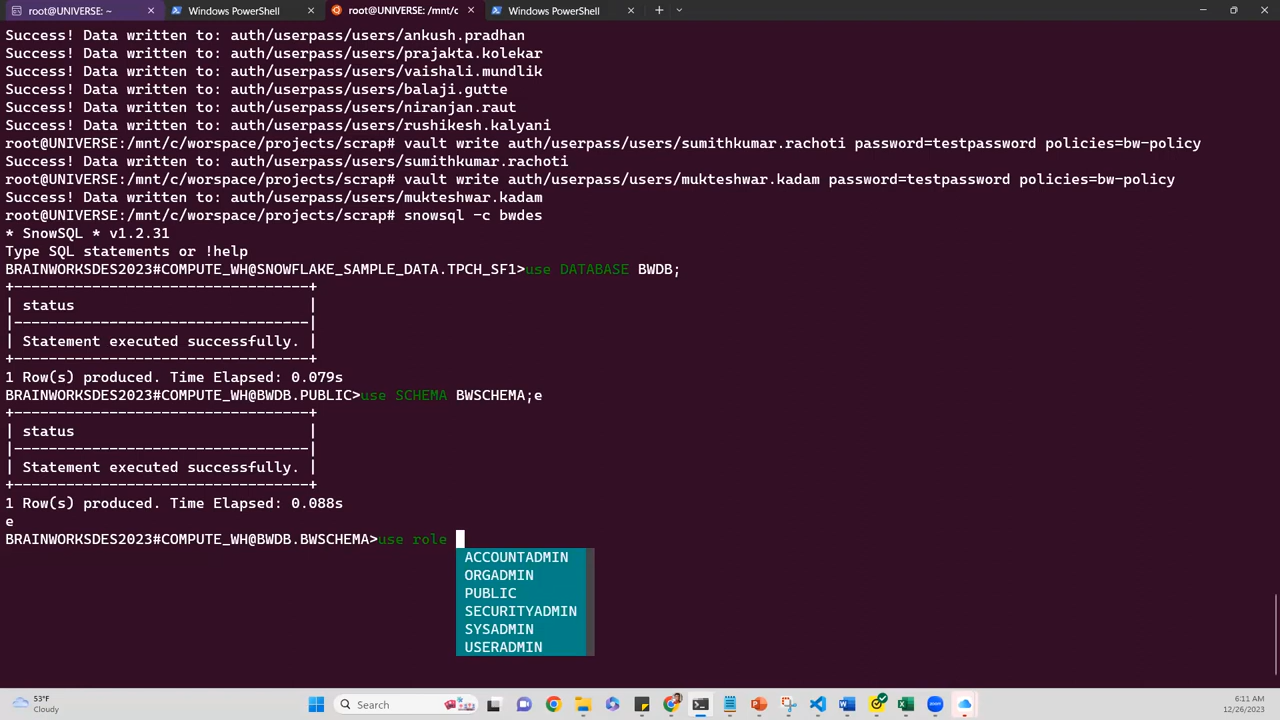 root@UNIVERSE: ~
Windows PowerShell
root@UNIVERSE: /mnt/c
Windows PowerShell
Success! Data written to: auth/userpass/users/ankush.pradhan
Success! Data written to: auth/userpass/users/prajakta.kolekar
Success! Data written to: auth/userpass/users/vaishali.mundlik
Success! Data written to: auth/userpass/users/balaji.gutte
Success! Data written to: auth/userpass/users/niranjan.raut
Success! Data written to: auth/userpass/users/rushikesh.kalyani
root@UNIVERSE:/mnt/c/worspace/projects/scrap# vault write auth/userpass/users/sumithkumar.rachoti password=testpassword policies=bw-policy
Success! Data written to: auth/userpass/users/sumithkumar.rachoti
root@UNIVERSE:/mnt/c/worspace/projects/scrap# vault write auth/userpass/users/mukteshwar.kadam password=testpassword policies=bw-policy
Success! Data written to: auth/userpass/users/mukteshwar.kadam
root@UNIVERSE:/mnt/c/worspace/projects/scrap# snowsql -c bwdes
* SnowSQL * v1.2.31
Type SQL statements or !help
BRAINWORKSDES2023#COMPUTE_WH@SNOWFLAKE_SAMPLE_DATA.TPCH_SF1>use DATABASE BWDB;
+---------------------------------+
| status                          |
|---------------------------------|
| Statement executed successfully. |
+---------------------------------+
1 Row(s) produced. Time Elapsed: 0.079s
BRAINWORKSDES2023#COMPUTE_WH@BWDB.PUBLIC>use SCHEMA BWSCHEMA;e
+---------------------------------+
| status                          |
|---------------------------------|
| Statement executed successfully. |
+---------------------------------+
1 Row(s) produced. Time Elapsed: 0.088s
e
BRAINWORKSDES2023#COMPUTE_WH@BWDB.BWSCHEMA>use role
ACCOUNTADMIN
ORGADMIN
PUBLIC
SECURITYADMIN
SYSADMIN
USERADMIN
53°F
Cloudy
Search
6:11 AM
12/26/2023